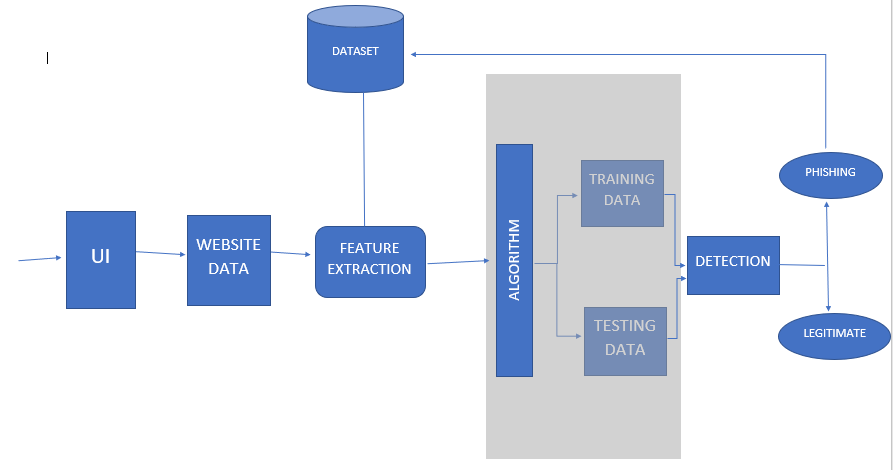 DATASET
UI
WEBSITE
DATA
FEATURE
EXTRACTION
ALGORITHM
TRAINING
DATA
TESTING
DATA
DETECTION
PHISHING
LEGITIMATE